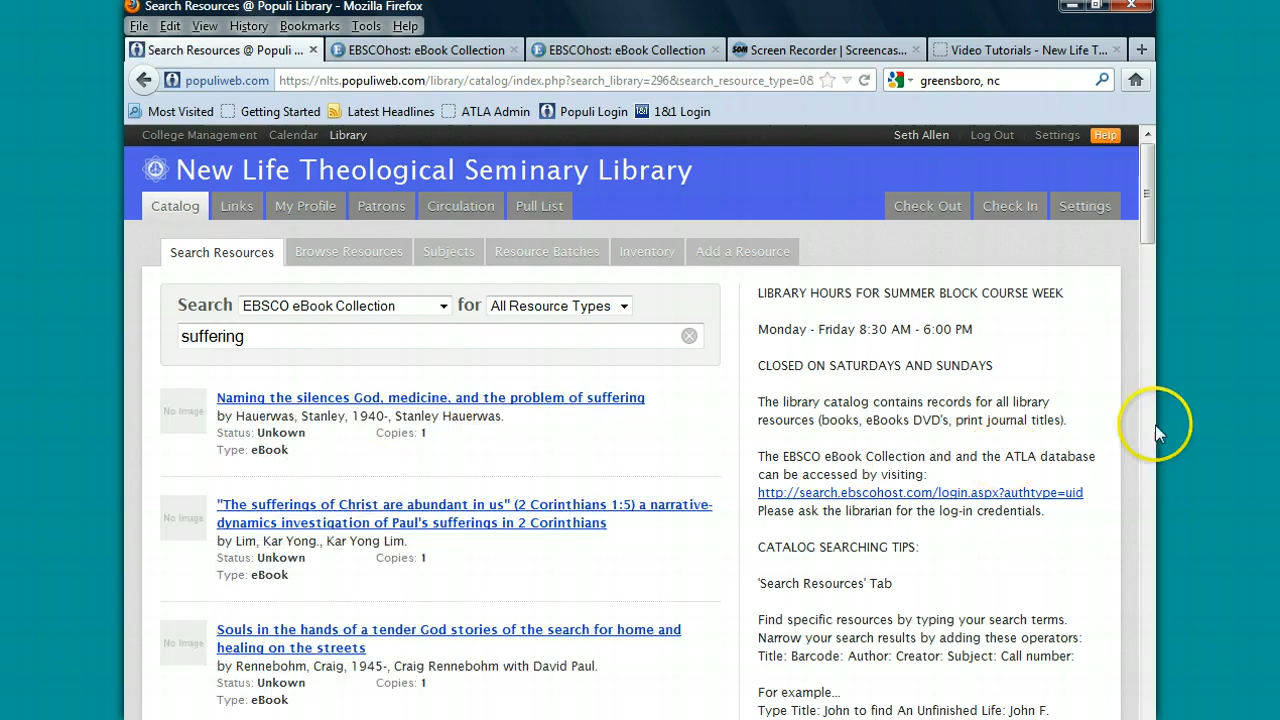 Search Resources @ Populi Library - Mozilla Firefox
File Edit View History Bookmarks Tools Help
Search Resources @ Populi ... × EBSCOhost: eBook Collection × EBSCOhost: eBook Collection × Screen Recorder | Screencas... × Video Tutorials - New Life T... × +
populiweb.com https://nlts.populiweb.com/library/catalog/index.php?search_library=296&search_resource_type=0& greensboro, nc
Most Visited Getting Started Latest Headlines ATLA Admin Populi Login 1&1 Login
College Management Calendar Library Seth Allen Log Out Settings Help
New Life Theological Seminary Library
Catalog Links My Profile Patrons Circulation Pull List Check Out Check In Settings
Search Resources Browse Resources Subjects Resource Batches Inventory Add a Resource
Search EBSCO eBook Collection for All Resource Types
suffering
No Image
Naming the silences God, medicine, and the problem of suffering
by Hauerwas, Stanley, 1940-, Stanley Hauerwas.
Status: Unkown Copies: 1
Type: eBook
No Image
"The sufferings of Christ are abundant in us" (2 Corinthians 1:5) a narrative-
dynamics investigation of Paul's sufferings in 2 Corinthians
by Lim, Kar Yong., Kar Yong Lim.
Status: Unkown Copies: 1
Type: eBook
No Image
Souls in the hands of a tender God stories of the search for home and
healing on the streets
by Rennebohm, Craig, 1945-, Craig Rennebohm with David Paul.
Status: Unkown Copies: 1
Type: eBook
LIBRARY HOURS FOR SUMMER BLOCK COURSE WEEK
Monday - Friday 8:30 AM - 6:00 PM
CLOSED ON SATURDAYS AND SUNDAYS
The library catalog contains records for all library
resources (books, eBooks DVD's, print journal titles).
The EBSCO eBook Collection and and the ATLA database
can be accessed by visiting:
http://search.ebscohost.com/login.aspx?authtype=uid
Please ask the librarian for the log-in credentials.
CATALOG SEARCHING TIPS:
'Search Resources' Tab
Find specific resources by typing your search terms.
Narrow your search results by adding these operators:
Title: Barcode: Author: Creator: Subject: Call number:
For example...
Type Title: John to find An Unfinished Life: John F.